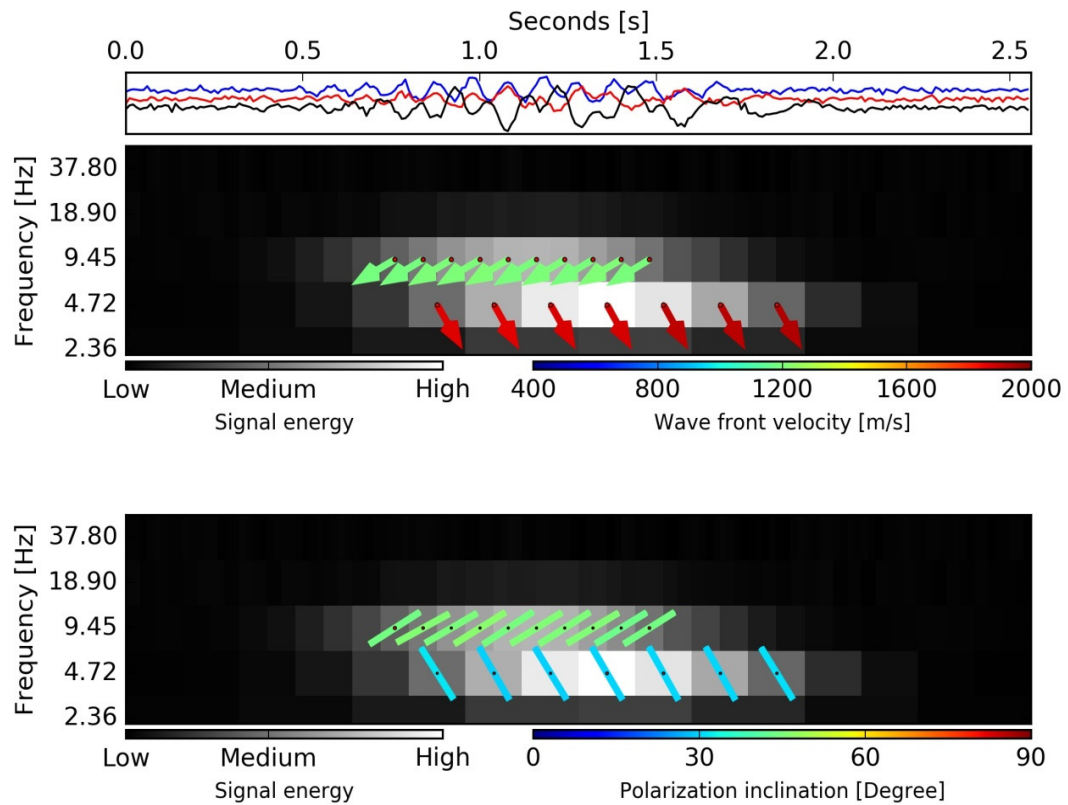 Seconds [s]
0.0 0.5 1.0 1.5 2.0 2.5
Frequency [Hz]
37.80
18.90
9.45
4.72
2.36
Low Medium High
Signal energy
400 800 1200 1600 2000
Wave front velocity [m/s]
Frequency [Hz]
37.80
18.90
9.45
4.72
2.36
Low Medium High
Signal energy
0 30 60 90
Polarization inclination [Degree]